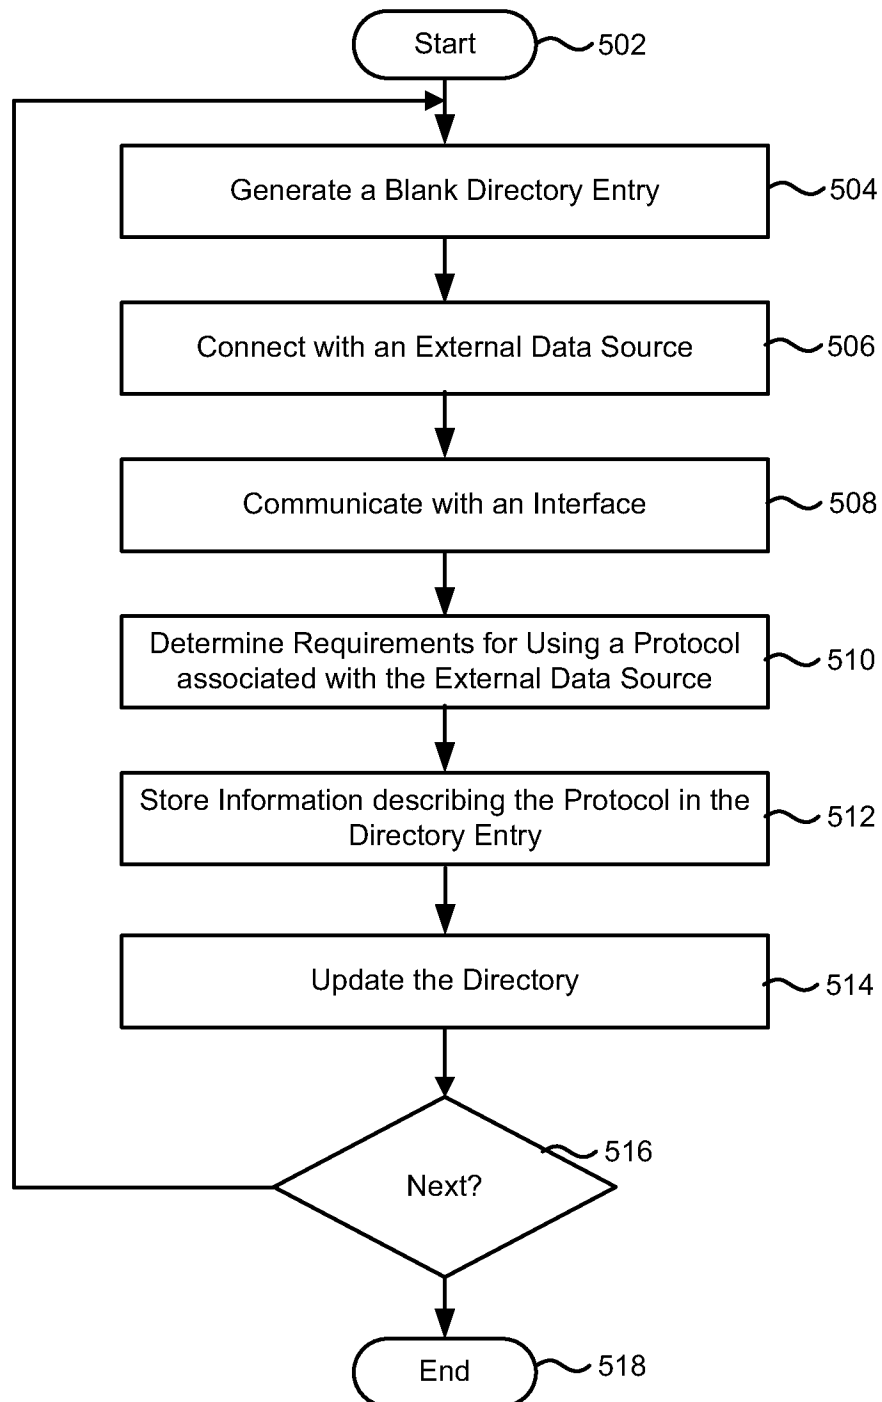 Start
502
Generate a Blank Directory Entry
504
Connect with an External Data Source
506
Communicate with an Interface
508
Determine Requirements for Using a Protocol
associated with the External Data Source
510
Store Information describing the Protocol in the
Directory Entry
512
Update the Directory
514
516
Next?
End
518